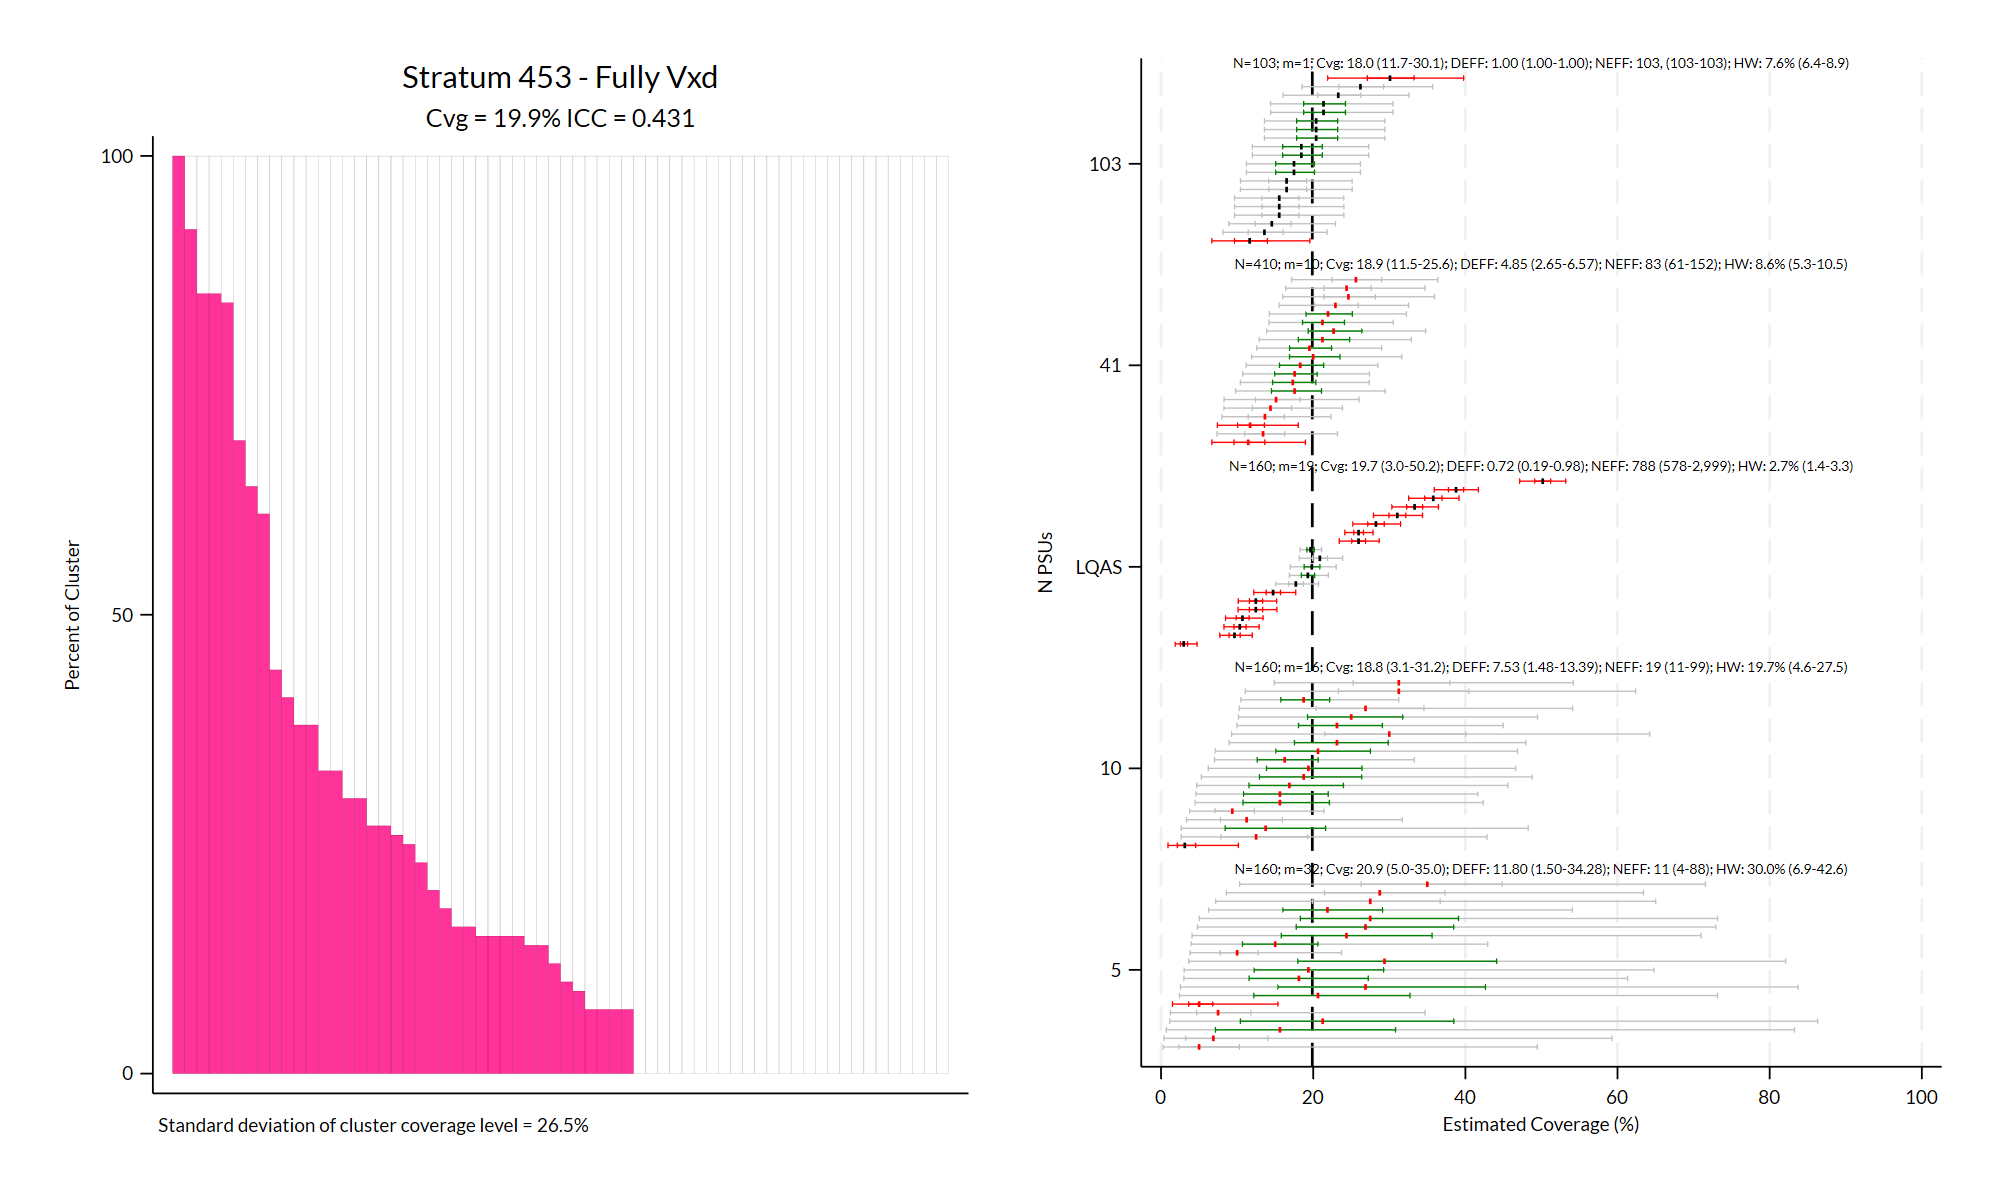 Stratum 453 - Fully Vxd
Cvg = 19.9% ICC = 0.431
100
50
0
Percent of Cluster
Standard deviation of cluster coverage level = 26.5%
N=103; m=1; Cvg: 18.0 (11.7-30.1); DEFF: 1.00 (1.00-1.00); NEFF: 103, (103-103); HW: 7.6% (6.4-8.9)
103
N=410; m=10; Cvg: 18.9 (11.5-25.6); DEFF: 4.85 (2.65-6.57); NEFF: 83 (61-152); HW: 8.6% (5.3-10.5)
41
N=160; m=19; Cvg: 19.7 (3.0-50.2); DEFF: 0.72 (0.19-0.98); NEFF: 788 (578-2,999); HW: 2.7% (1.4-3.3)
N PSUs
LQAS
N=160; m=16; Cvg: 18.8 (3.1-31.2); DEFF: 7.53 (1.48-13.39); NEFF: 19 (11-99); HW: 19.7% (4.6-27.5)
10
N=160; m=32; Cvg: 20.9 (5.0-35.0); DEFF: 11.80 (1.50-34.28); NEFF: 11 (4-88); HW: 30.0% (6.9-42.6)
5
0 20 40 60 80 100
Estimated Coverage (%)